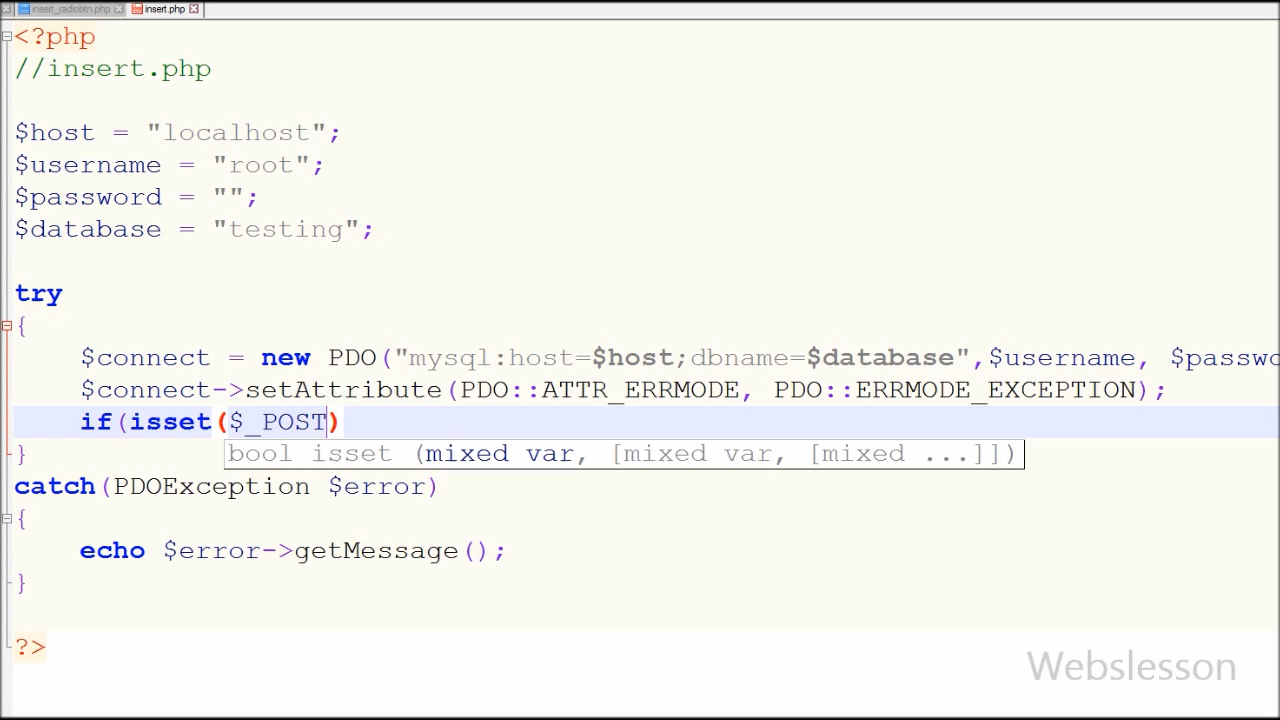 insert_radiobtn.php insert.php
<?php
//insert.php
$host = "localhost";
$username = "root";
$password = "";
$database = "testing";
try
{
$connect = new PDO("mysql:host=$host;dbname=$database",$username, $passwo
$connect->setAttribute(PDO::ATTR_ERRMODE, PDO::ERRMODE_EXCEPTION);
if(isset($_POST)
bool isset (mixed var, [mixed var, [mixed ...]])
}
catch(PDOException $error)
{
echo $error->getMessage();
}
?>
Webslesson